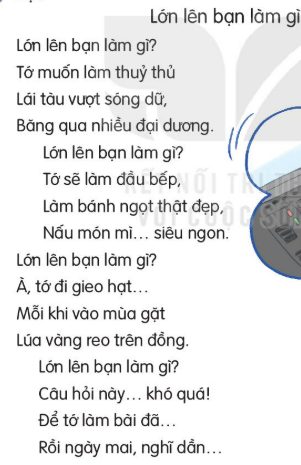 Lớn lên bạn làm gì
Lớn lên bạn làm gì?
Tớ muốn làm thuỷ thủ
Lái tàu vượt sóng dữ,
Băng qua nhiều đại dương.
Lớn lên bạn làm gì?
Tớ sẽ làm đầu bếp,
Làm bánh ngọt thật đẹp,
Nấu món mì... siêu ngon.
Lớn lên bạn làm gì?
À, tớ đi gieo hạt...
Mỗi khi vào mùa gặt
Lúa vàng reo trên đồng.
Lớn lên bạn làm gì?
Câu hỏi này... khó quá!
Để tớ làm bài đã...
Rồi ngày mai, nghĩ dần...